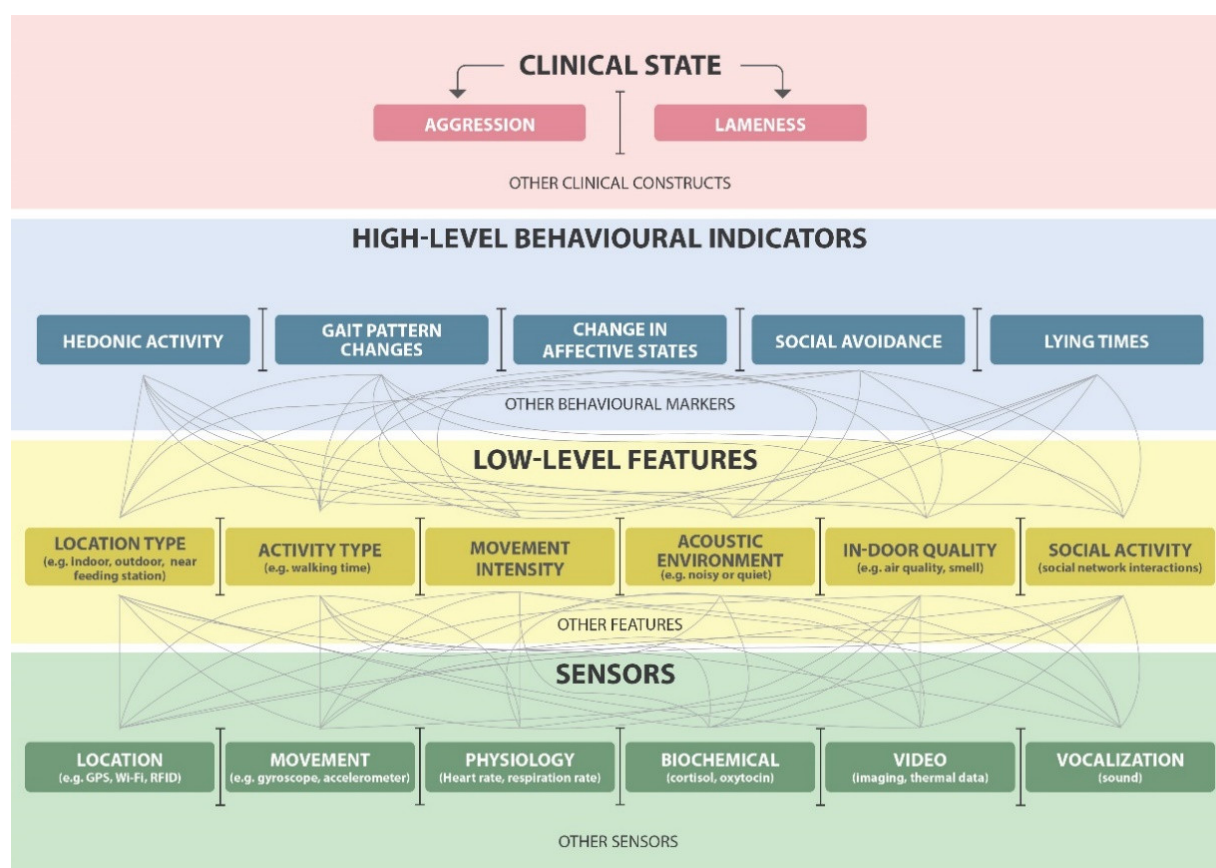 CLINICAL STATE
AGGRESSION
LAMENESS
OTHER CLINICAL CONSTRUCTS
HIGH-LEVEL BEHAVIOURAL INDICATORS
HEDONIC ACTIVITY
GAIT PATTERN
CHANGES
CHANGE IN
AFFECTIVE STATES
SOCIAL AVOIDANCE
LYING TIMES
OTHER BEHAVIOURAL MARKERS
LOW-LEVEL FEATURES
LOCATION TYPE
(e.g. Indoor, outdoor, near
feeding station)
ACTIVITY TYPE
(e.g. walking time)
MOVEMENT
INTENSITY
ACOUSTIC
ENVIRONMENT
(e.g. noisy or quiet)
IN-DOOR QUALITY
(e.g. air quality, smell)
SOCIAL ACTIVITY
(social network interactions)
OTHER FEATURES
SENSORS
LOCATION
(e.g. GPS, Wi-Fi, RFID)
MOVEMENT
(e.g. gyroscope, accelerometer)
PHYSIOLOGY
(Heart rate, respiration rate)
BIOCHEMICAL
(cortisol, oxytocin)
VIDEO
(imaging, thermal data)
VOCALIZATION
(sound)
OTHER SENSORS